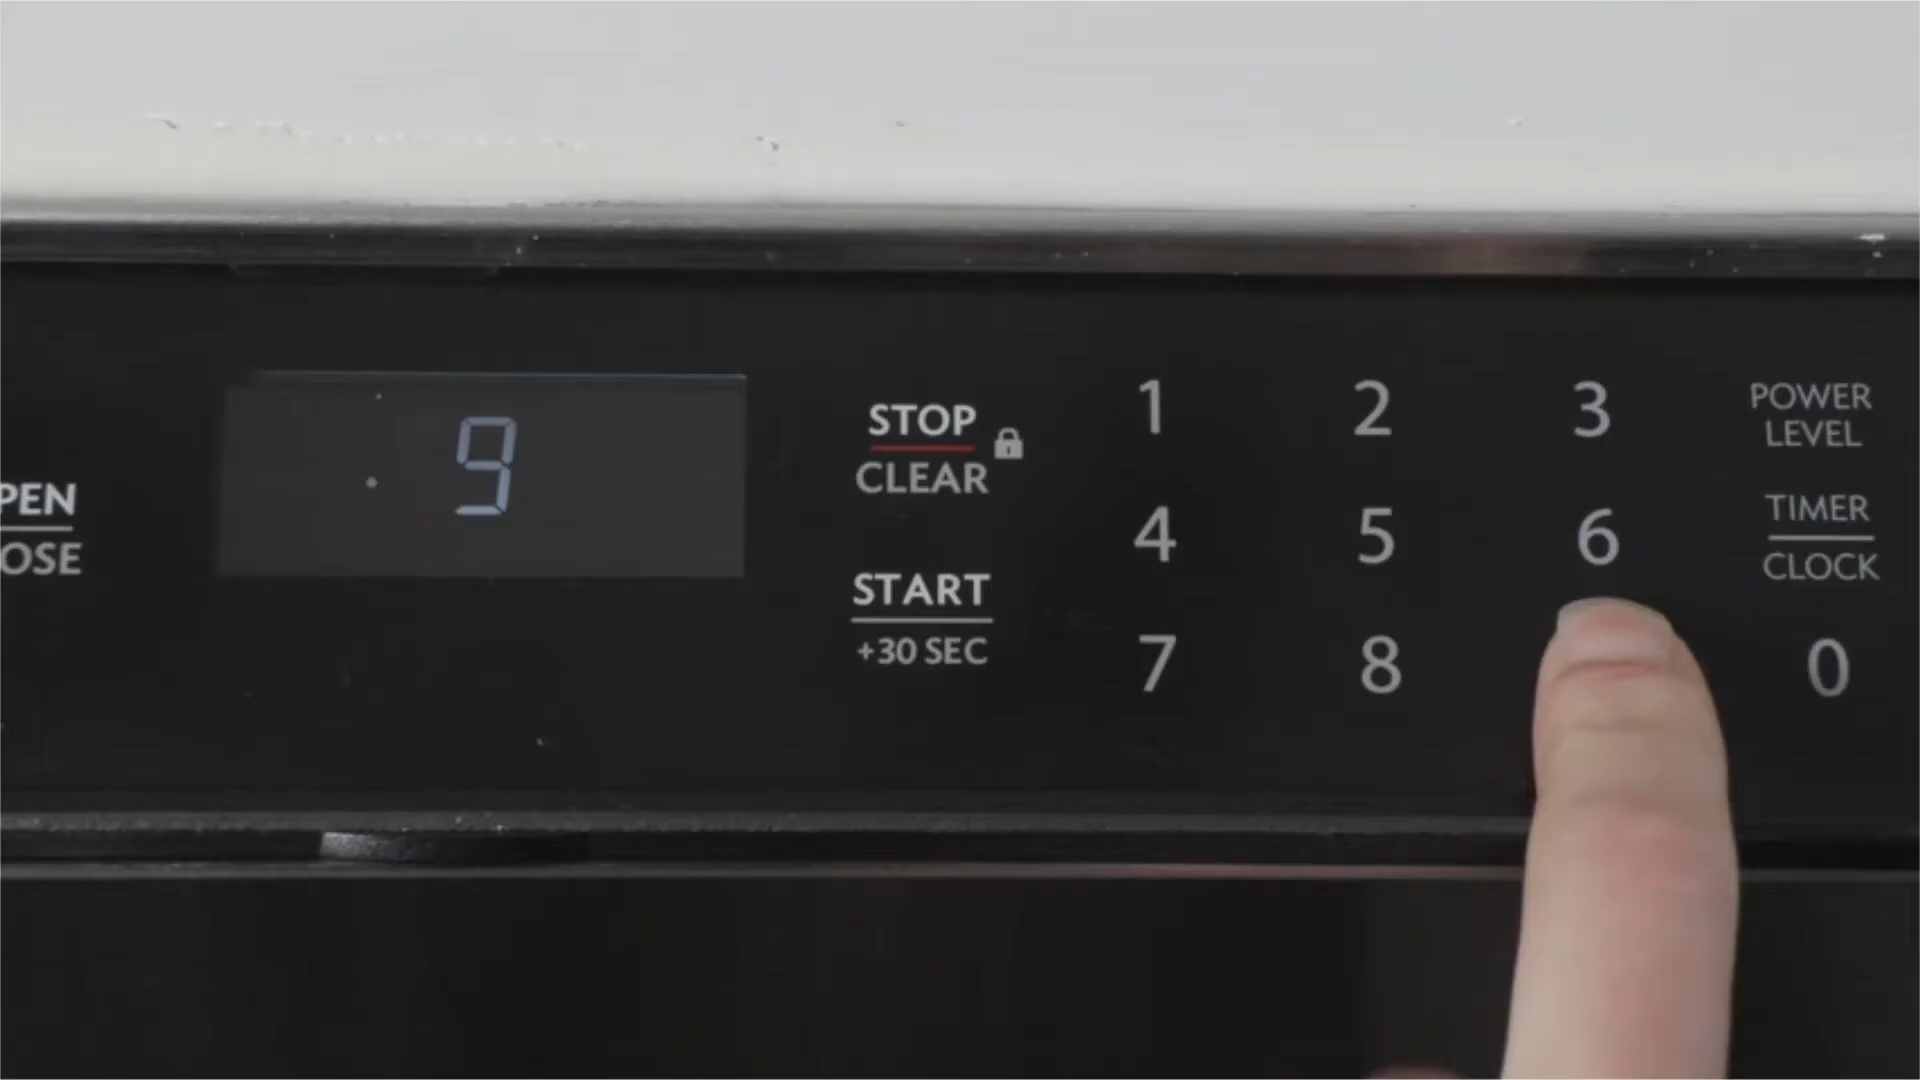 PEN
OSE
9
STOP
CLEAR
START
+30 SEC
1 2 3
4 5 6
7 8 0
POWER
LEVEL
TIMER
CLOCK